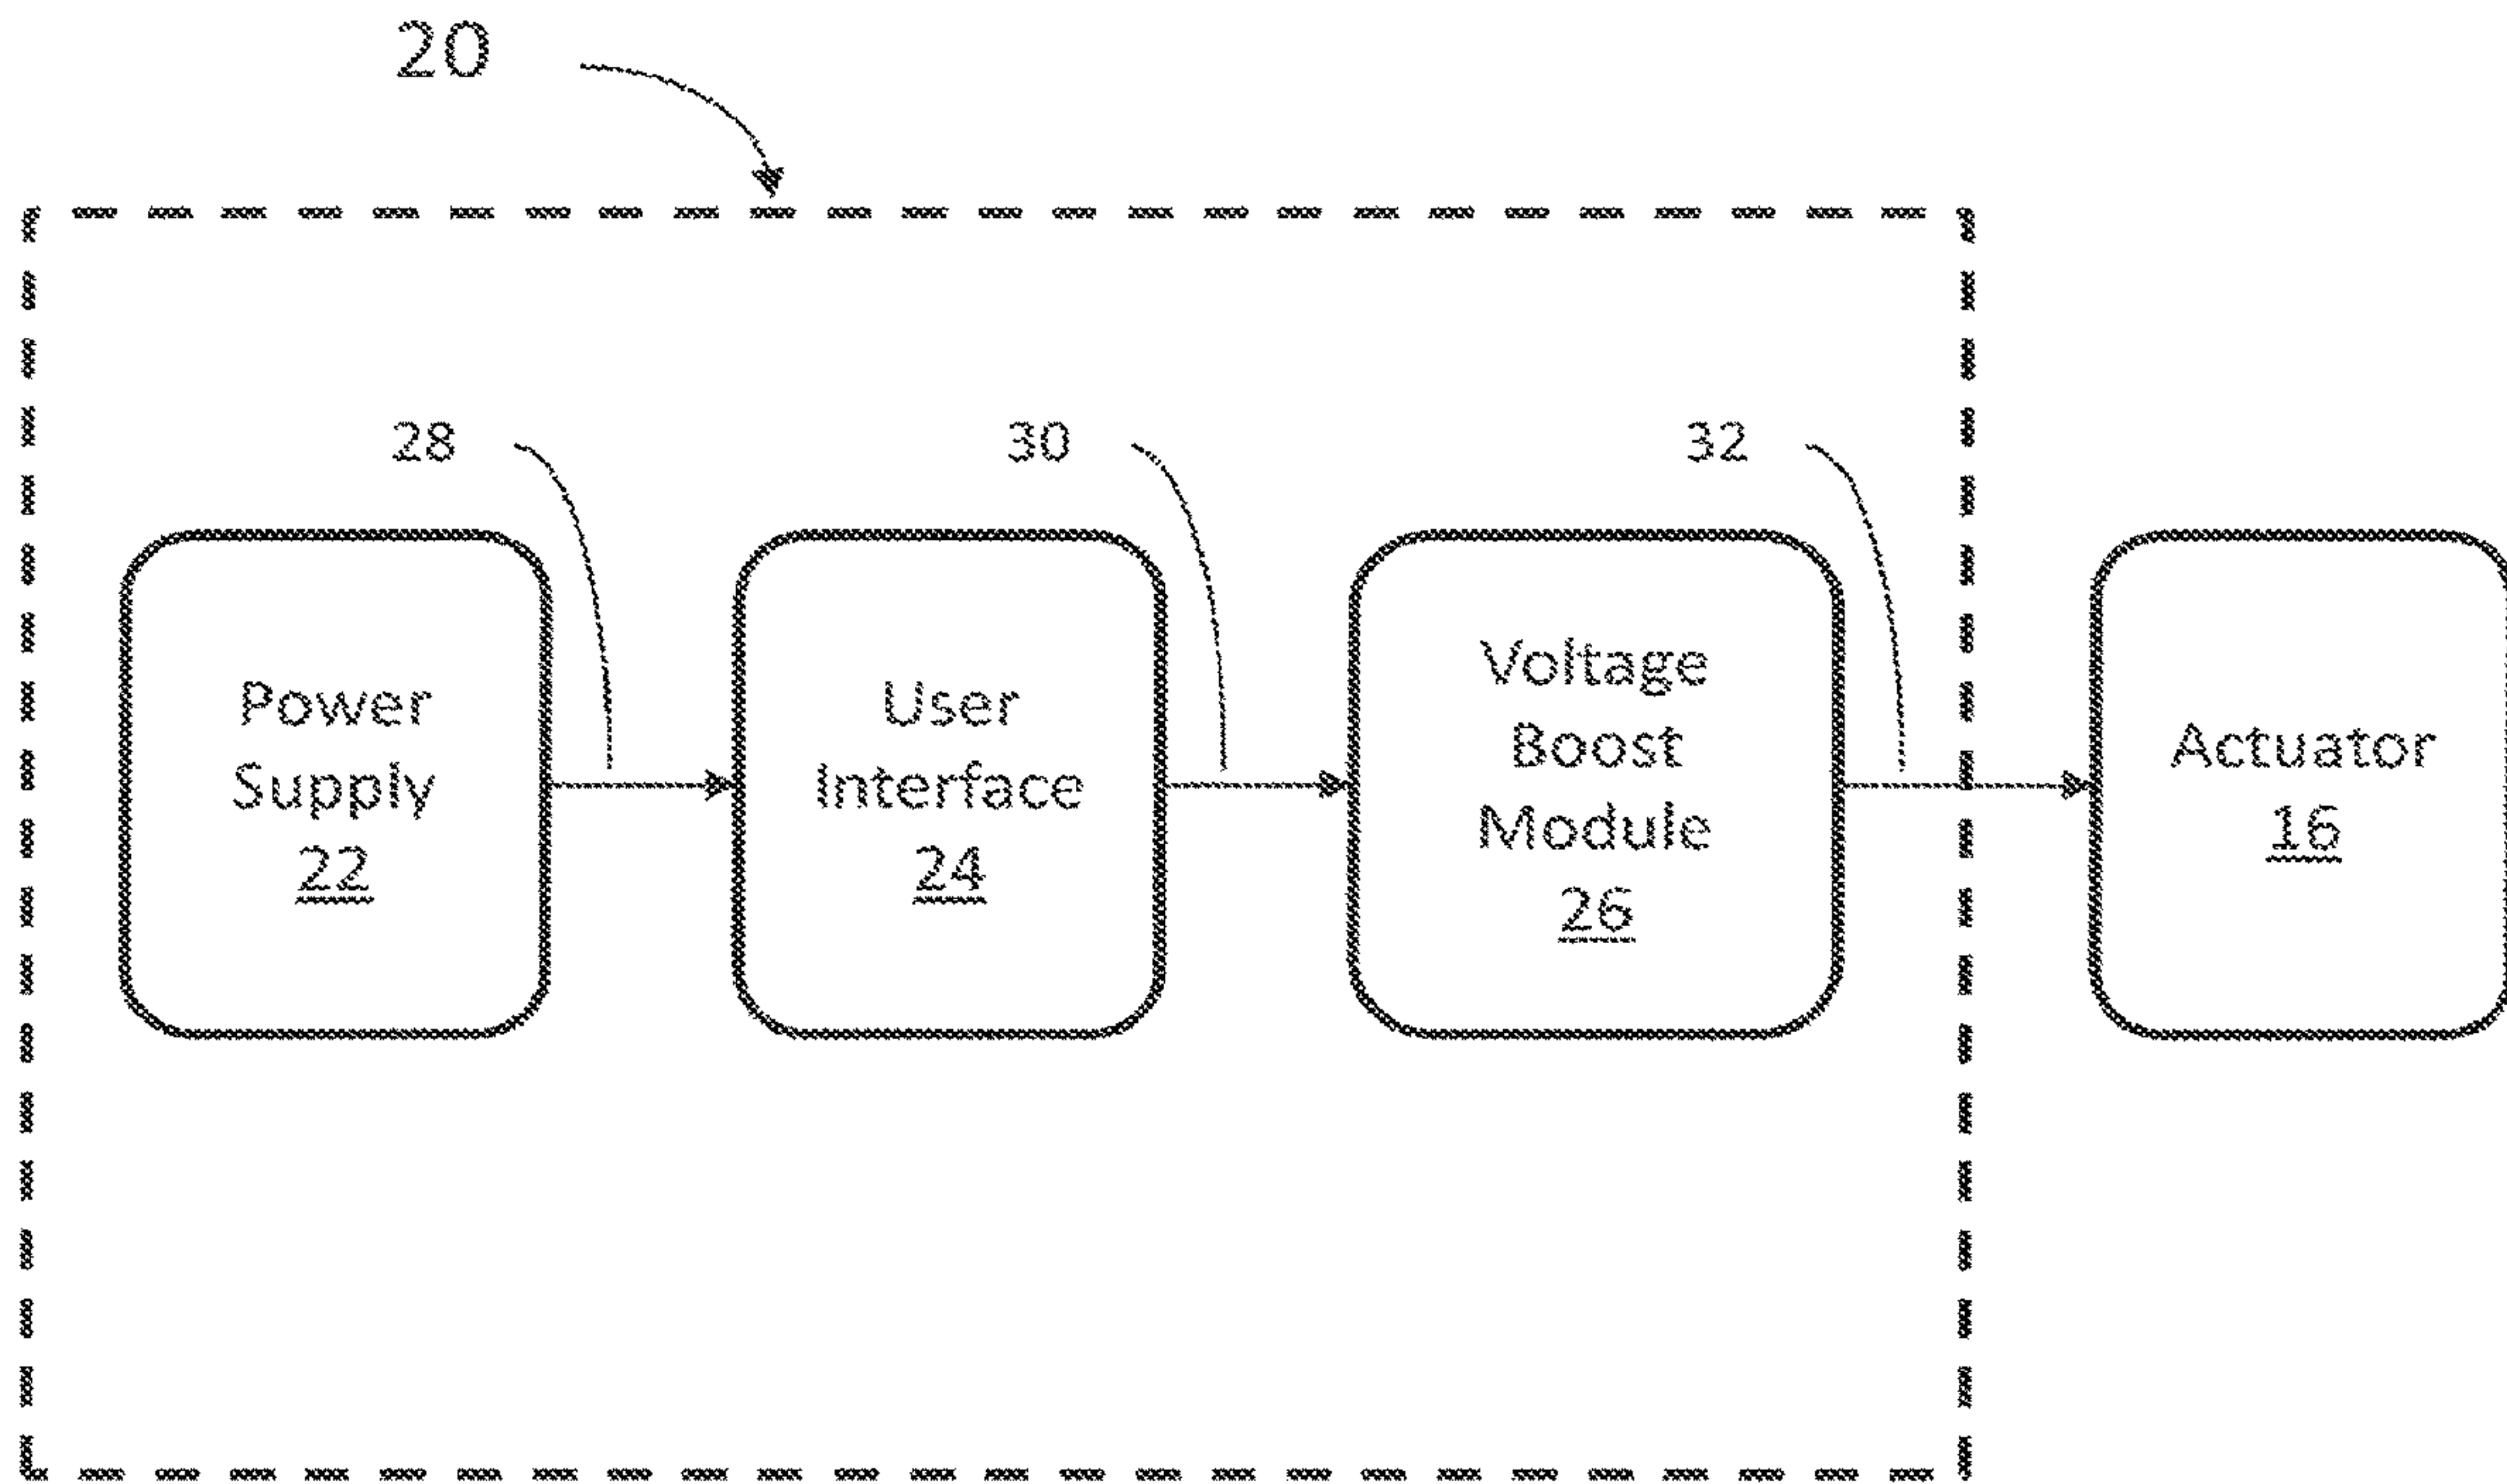 20
28
30
32
Power
Supply
22
User
Interface
24
Voltage
Boost
Module
26
Actuator
16